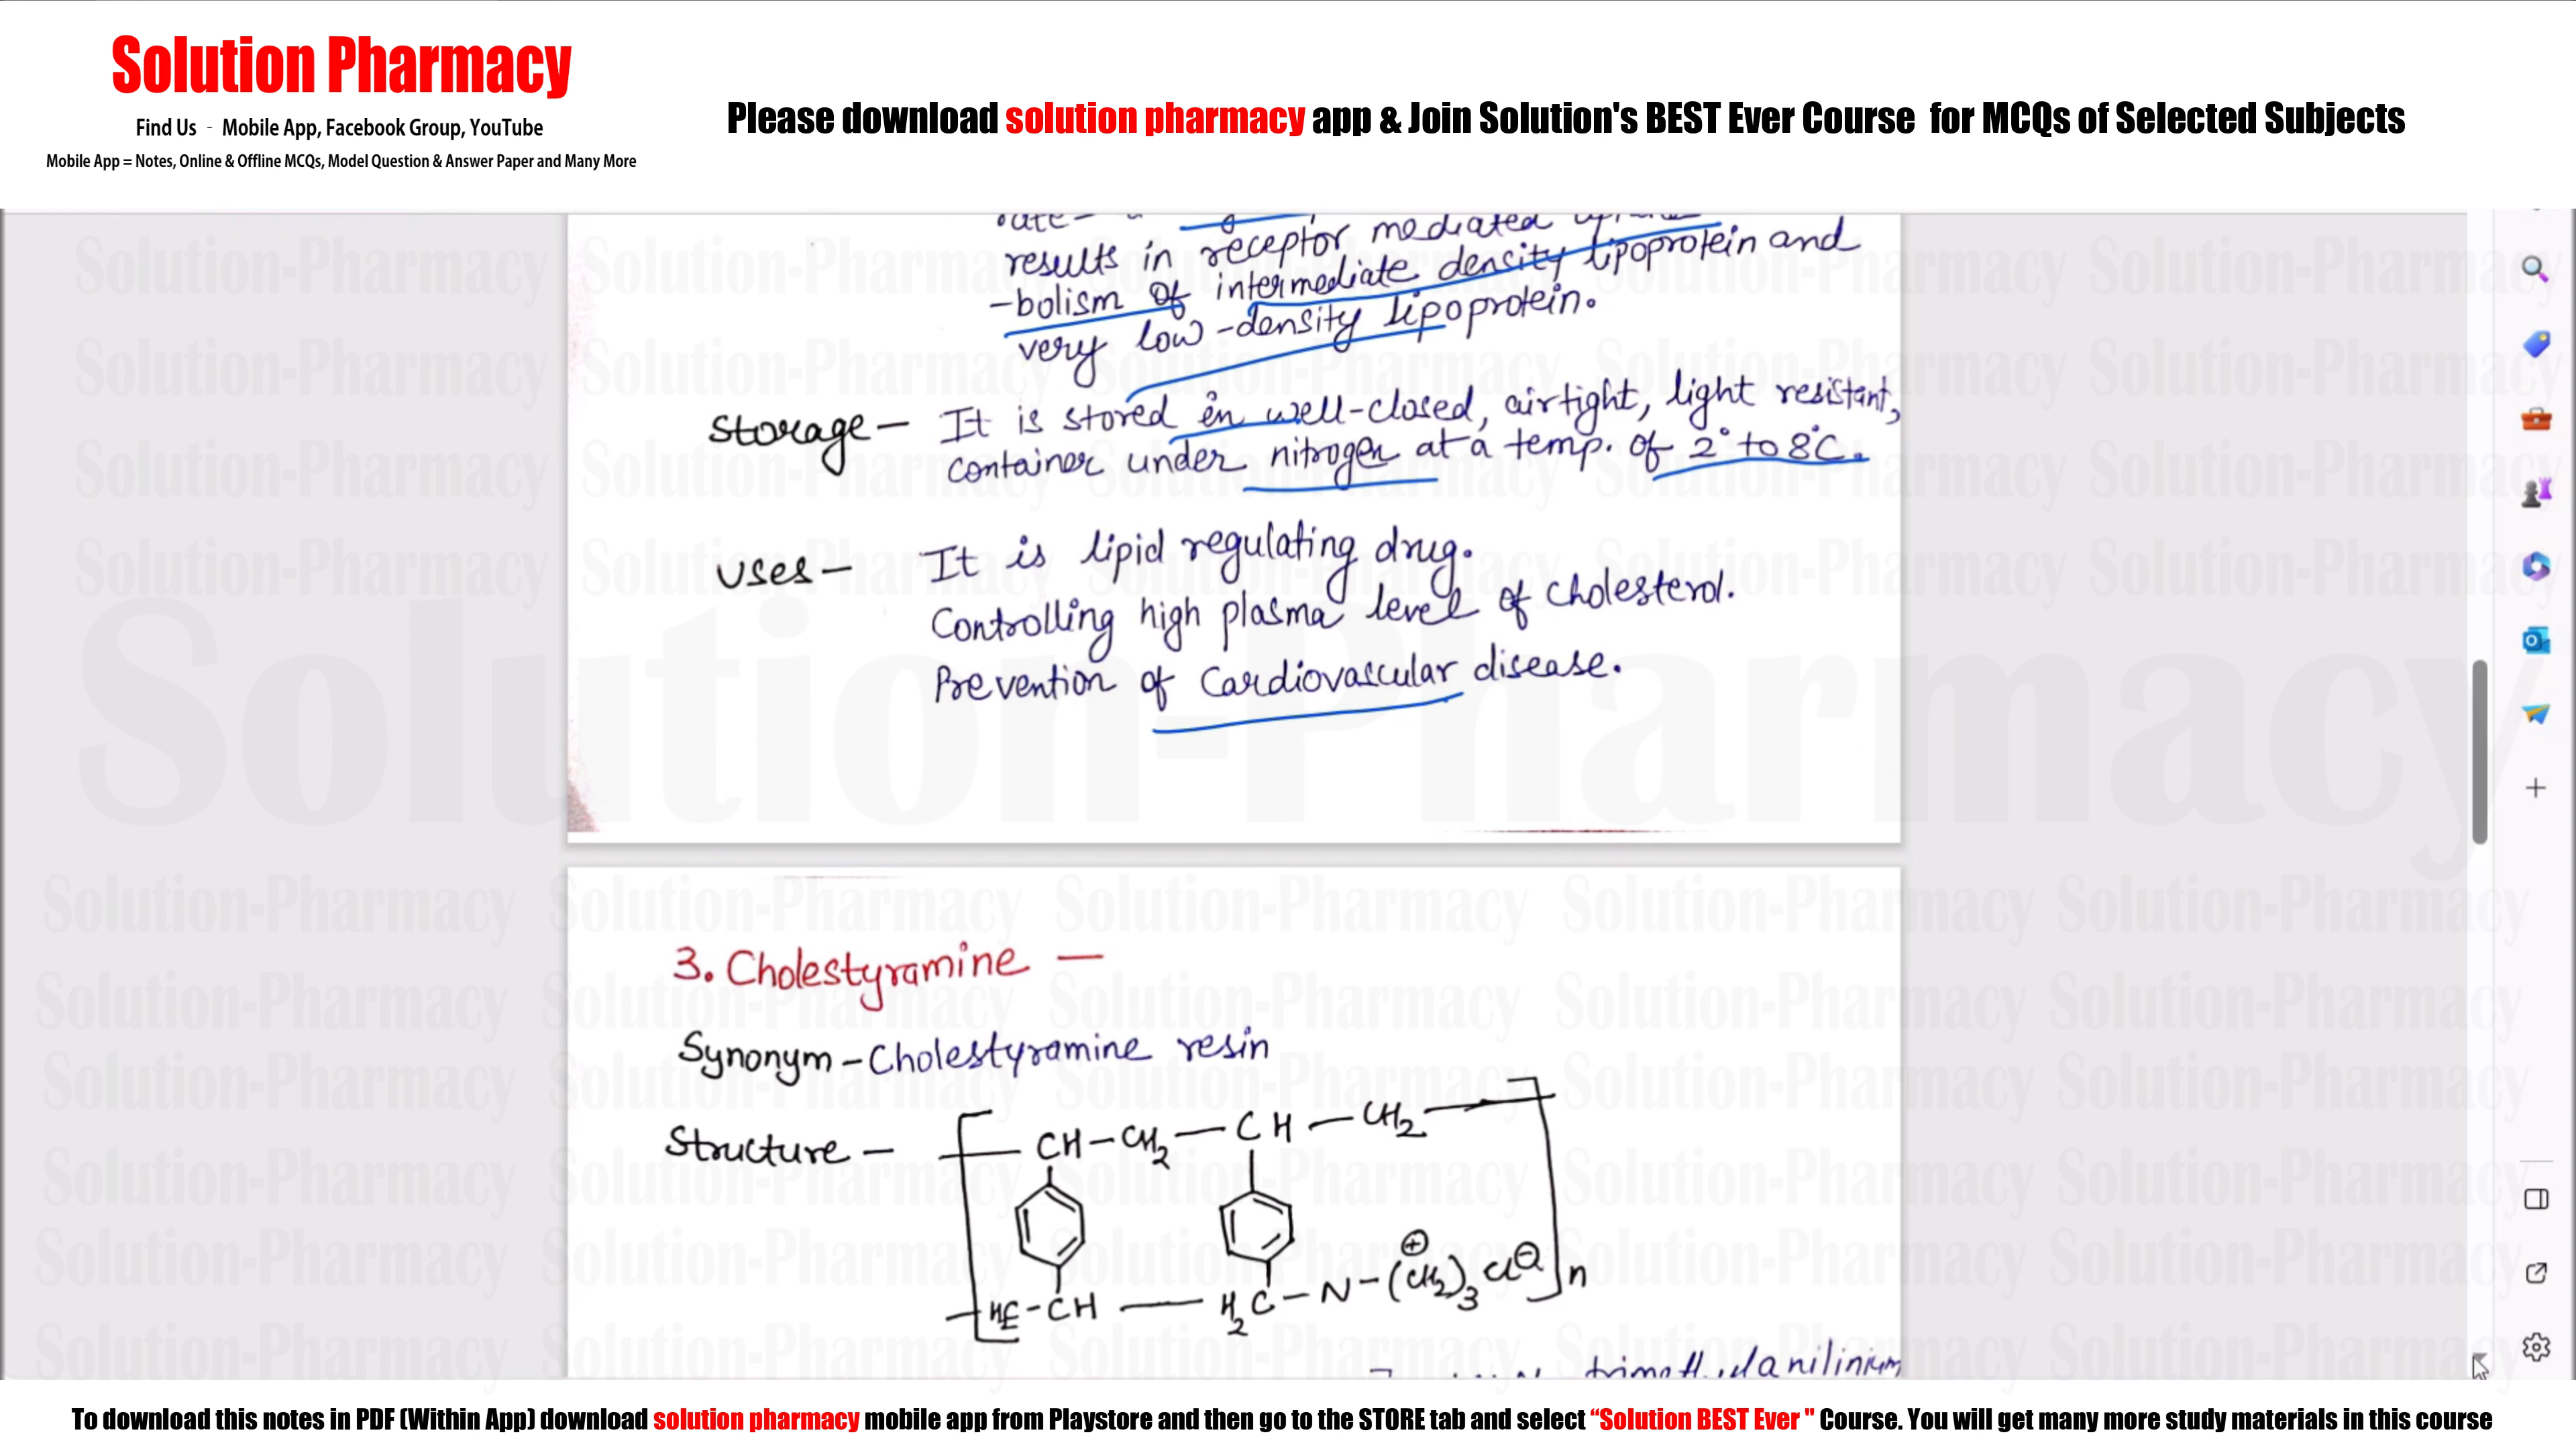 Solution Pharmacy
Find Us - Mobile App, Facebook Group, YouTube
Mobile App = Notes, Online & Offline MCQs, Model Question & Answer Paper and Many More
Please download solution pharmacy app & Join Solution's BEST Ever Course for MCQs of Selected Subjects
results in receptor mediated
-bolism of intermediate density lipoprotein and
very low-density lipoprotein.
Storage - It is stored in well-closed, airtight, light resistant,
container under nitrogen at a temp. of 2° to 8°C.
Uses - It is lipid regulating drug.
Controlling high plasma level of cholesterol.
Prevention of cardiovascular disease.
3. Cholestyramine -
Synonym - Cholestyramine resin
Structure -
CH-CH2-CH-CH2
-CH H2C-N-(CH2)3 Cl⊖ n
⊕
To download this notes in PDF (Within App) download solution pharmacy mobile app from Playstore and then go to the STORE tab and select “Solution BEST Ever " Course. You will get many more study materials in this course
Solution-Pharmacy